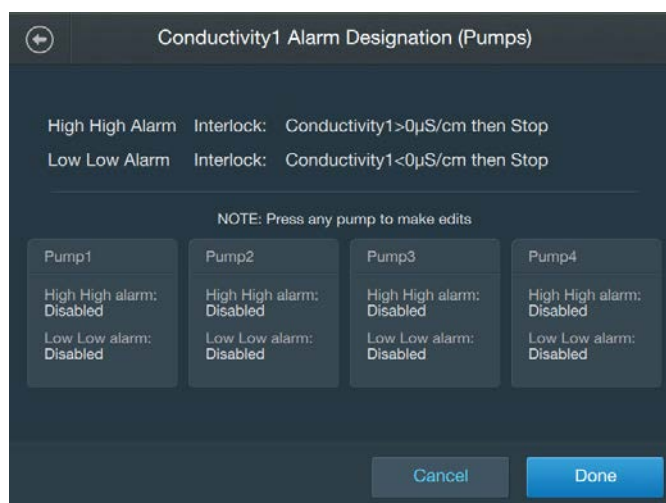 Conductivity1 Alarm Designation (Pumps)
High High Alarm Interlock: Conductivity1>0µS/cm then Stop
Low Low Alarm Interlock: Conductivity1<0µS/cm then Stop
NOTE: Press any pump to make edits
Pump1
High High alarm:
Disabled
Low Low alarm:
Disabled
Pump2
High High alarm:
Disabled
Low Low alarm:
Disabled
Pump3
High High alarm:
Disabled
Low Low alarm:
Disabled
Pump4
High High alarm:
Disabled
Low Low alarm:
Disabled
Cancel
Done